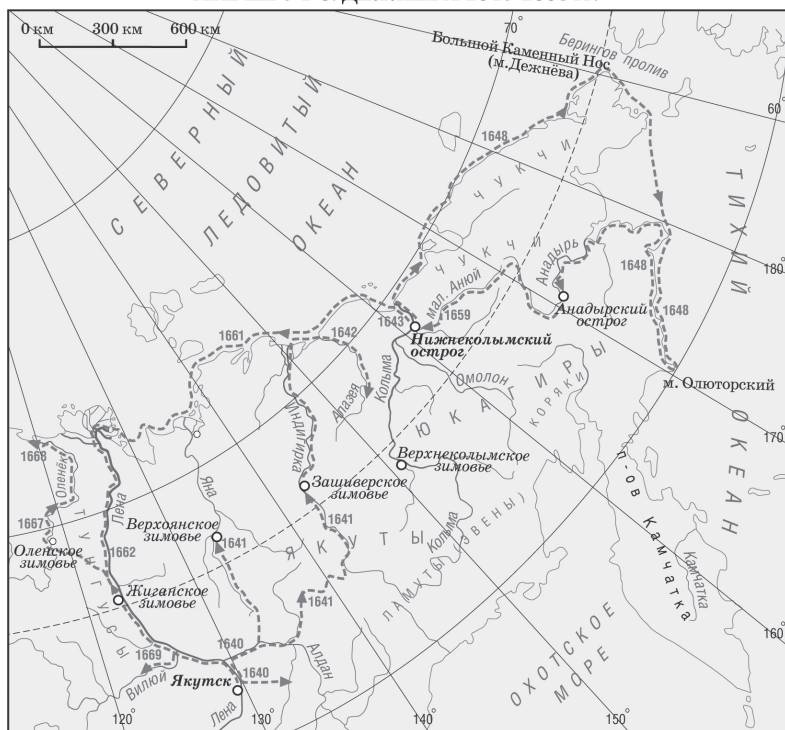 0 км 300 км 600 км
70°
Большой Каменный Нос
(м.Дежнёва)
Берингов пролив
60°
СЕВЕРНЫЙ
ЛЕДОВИТЫЙ
ОКЕАН
ТИХИЙ
ОКЕАН
1648
ЧУКЧИ
ЧУКЧИ
180°
Анадырь
1648
1648
Анадырский
острог
мал. Анюй
1659
1643
Нижнеколымский
острог
1661
1642
м. Олюторский
Омолон
Колыма
Алазея
Индигирка
ЮКАГИРЫ
КОРЯКИ
170°
Верхнеколымское
зимовье
Зашиверское
зимовье
1668
Оленёк
Лена
Яна
1667
Оленское
зимовье
ТУНГУСЫ
1662
Верхоянское
зимовье
1641
1641
ЯКУТЫ
Колыма
ЛАМУТЫ (ЭВЕНЫ)
п-ов Камчатка
Камчатка
1641
Жиганское
зимовье
160°
1669
Вилюй
1640
1640
Алдан
Якутск
Лена
ОХОТСКОЕ
МОРЕ
120°
130°
140°
150°